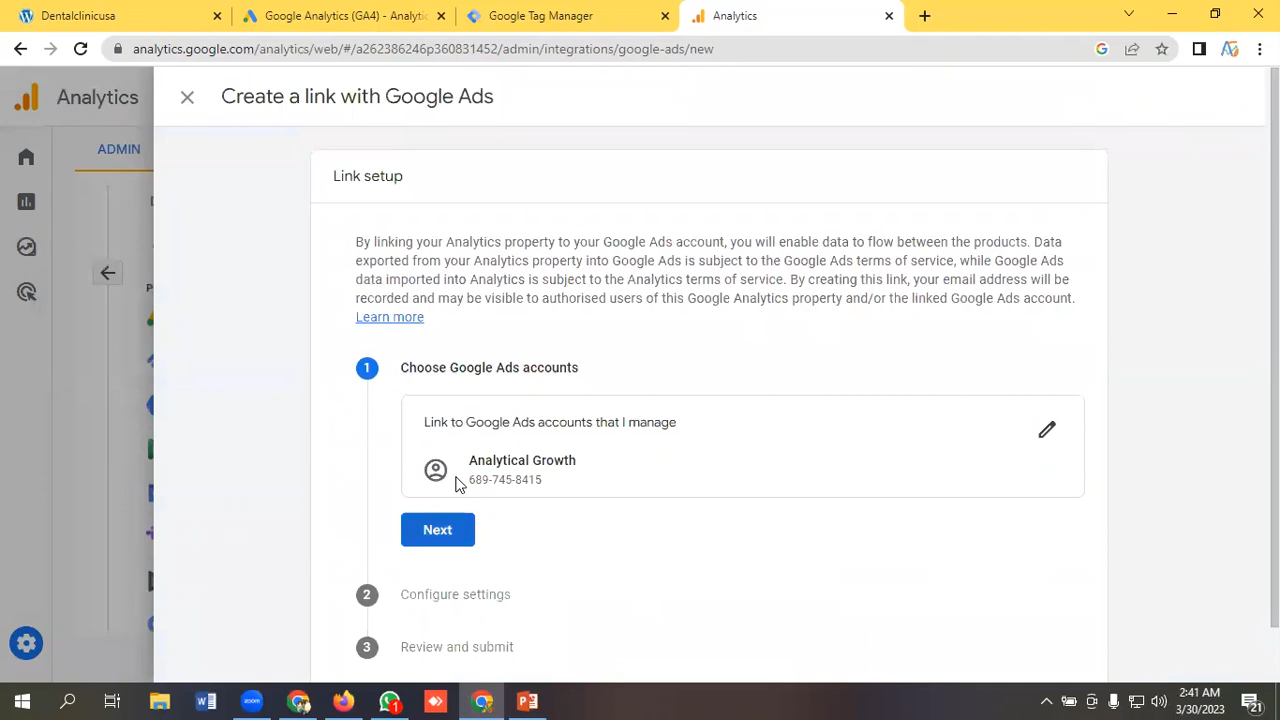 Dentalclinicusa
Google Analytics (GA4) - Analytic
Google Tag Manager
Analytics
analytics.google.com/analytics/web/#/a262386246p360831452/admin/integrations/google-ads/new
Analytics
Create a link with Google Ads
ADMIN
Link setup
By linking your Analytics property to your Google Ads account, you will enable data to flow between the products. Data
exported from your Analytics property into Google Ads is subject to the Google Ads terms of service, while Google Ads
data imported into Analytics is subject to the Analytics terms of service. By creating this link, your email address will be
recorded and may be visible to authorised users of this Google Analytics property and/or the linked Google Ads account.
Learn more
1 Choose Google Ads accounts
Link to Google Ads accounts that I manage
Analytical Growth
689-745-8415
Next
2 Configure settings
3 Review and submit
zoom
1
2:41 AM
3/30/2023
21